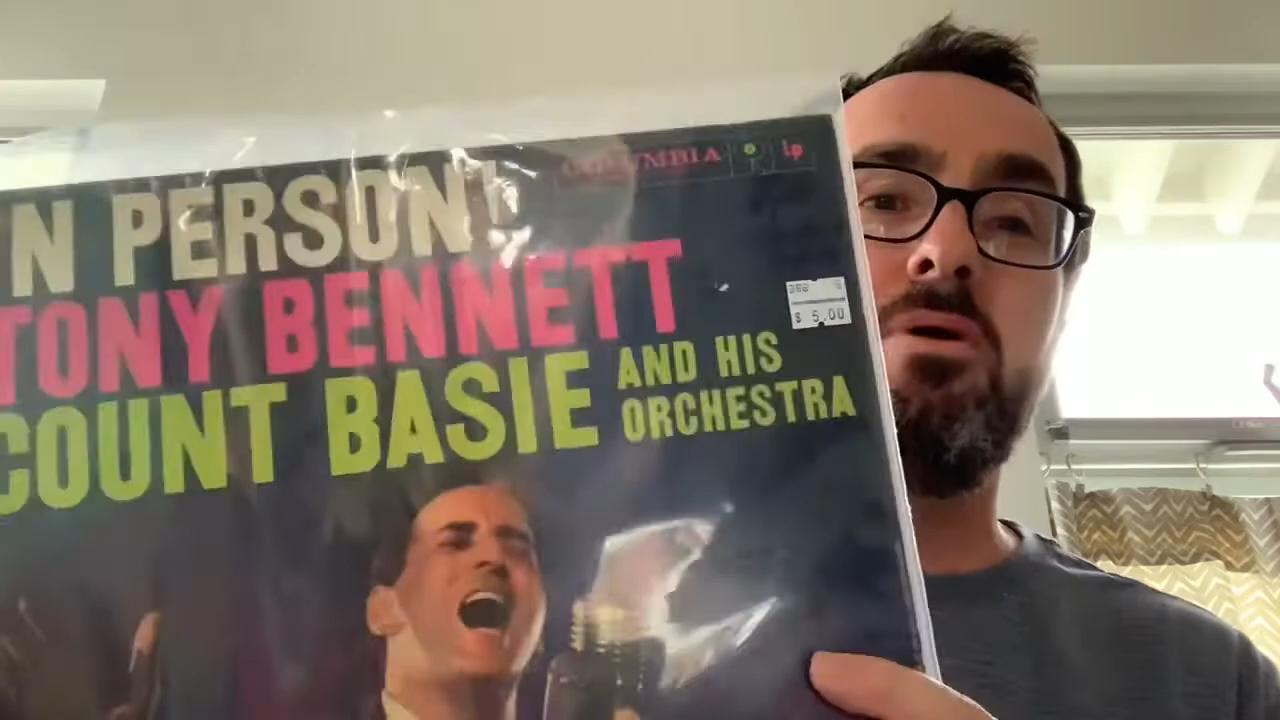 N PERSON!
TONY BENNETT
COUNT BASIE AND HIS
ORCHESTRA
COLUMBIA
Lp
$ 5.00